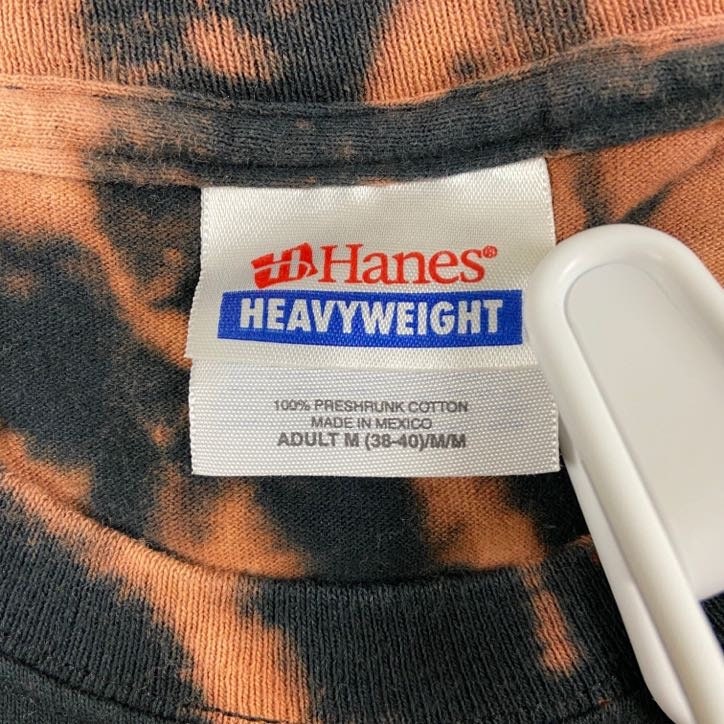 Hanes®
HEAVYWEIGHT
100% PRESHRUNK COTTON
MADE IN MEXICO
ADULT M (38-40)/M/M